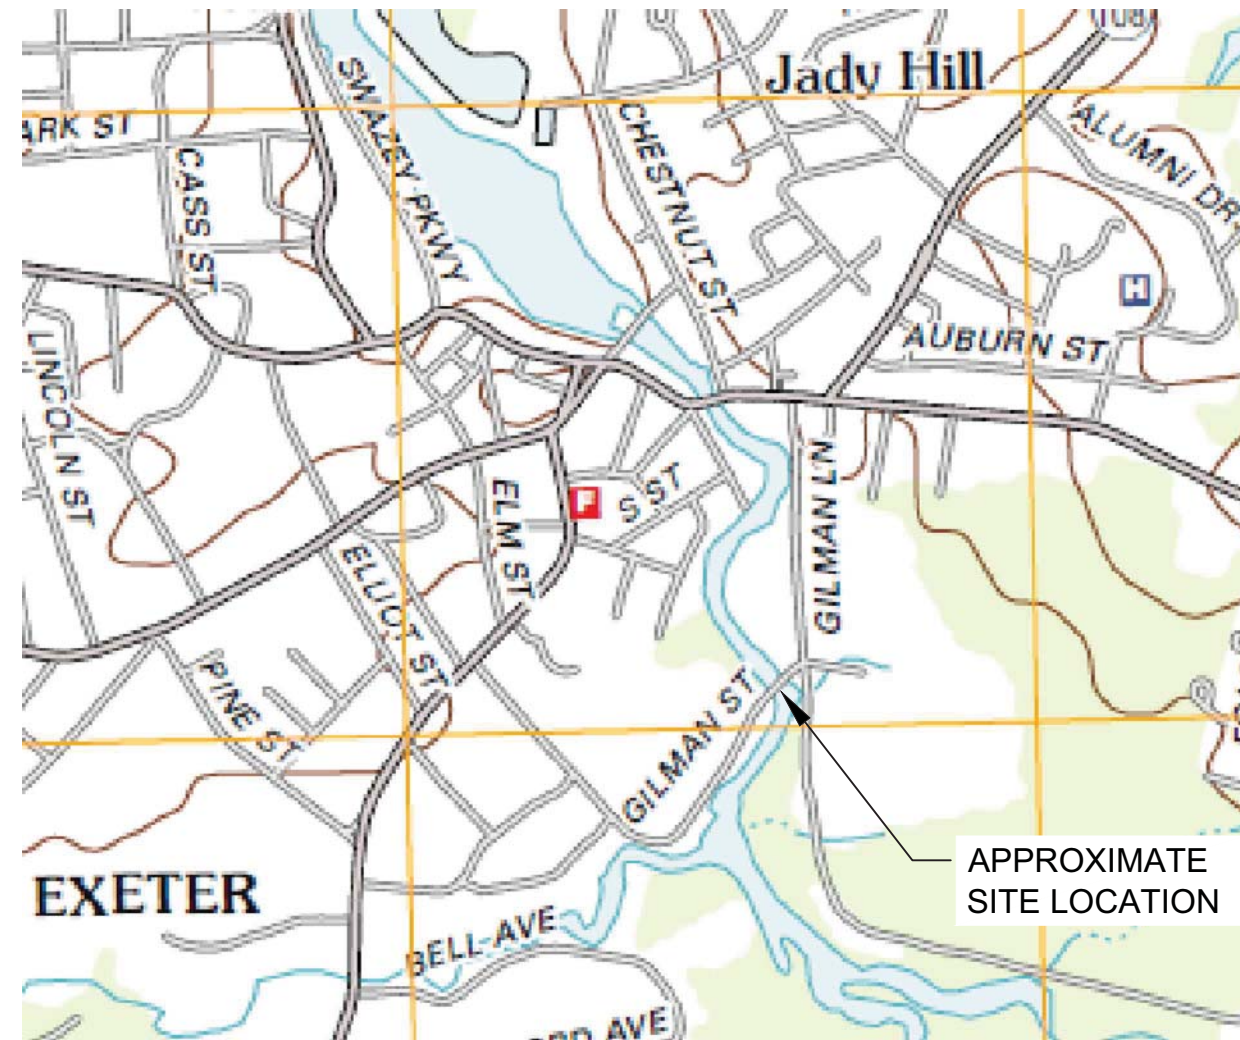 108
Jady Hill
SWAZEY PKWY
ARK ST
CHESTNUT ST
ALUMNI DR
CASS ST
H
AUBURN ST
LINCOLN ST
GILMAN LN
ELM ST
F
S ST
ELLIOT ST
PINE ST
GILMAN ST
APPROXIMATE
SITE LOCATION
EXETER
BELL AVE
AVE